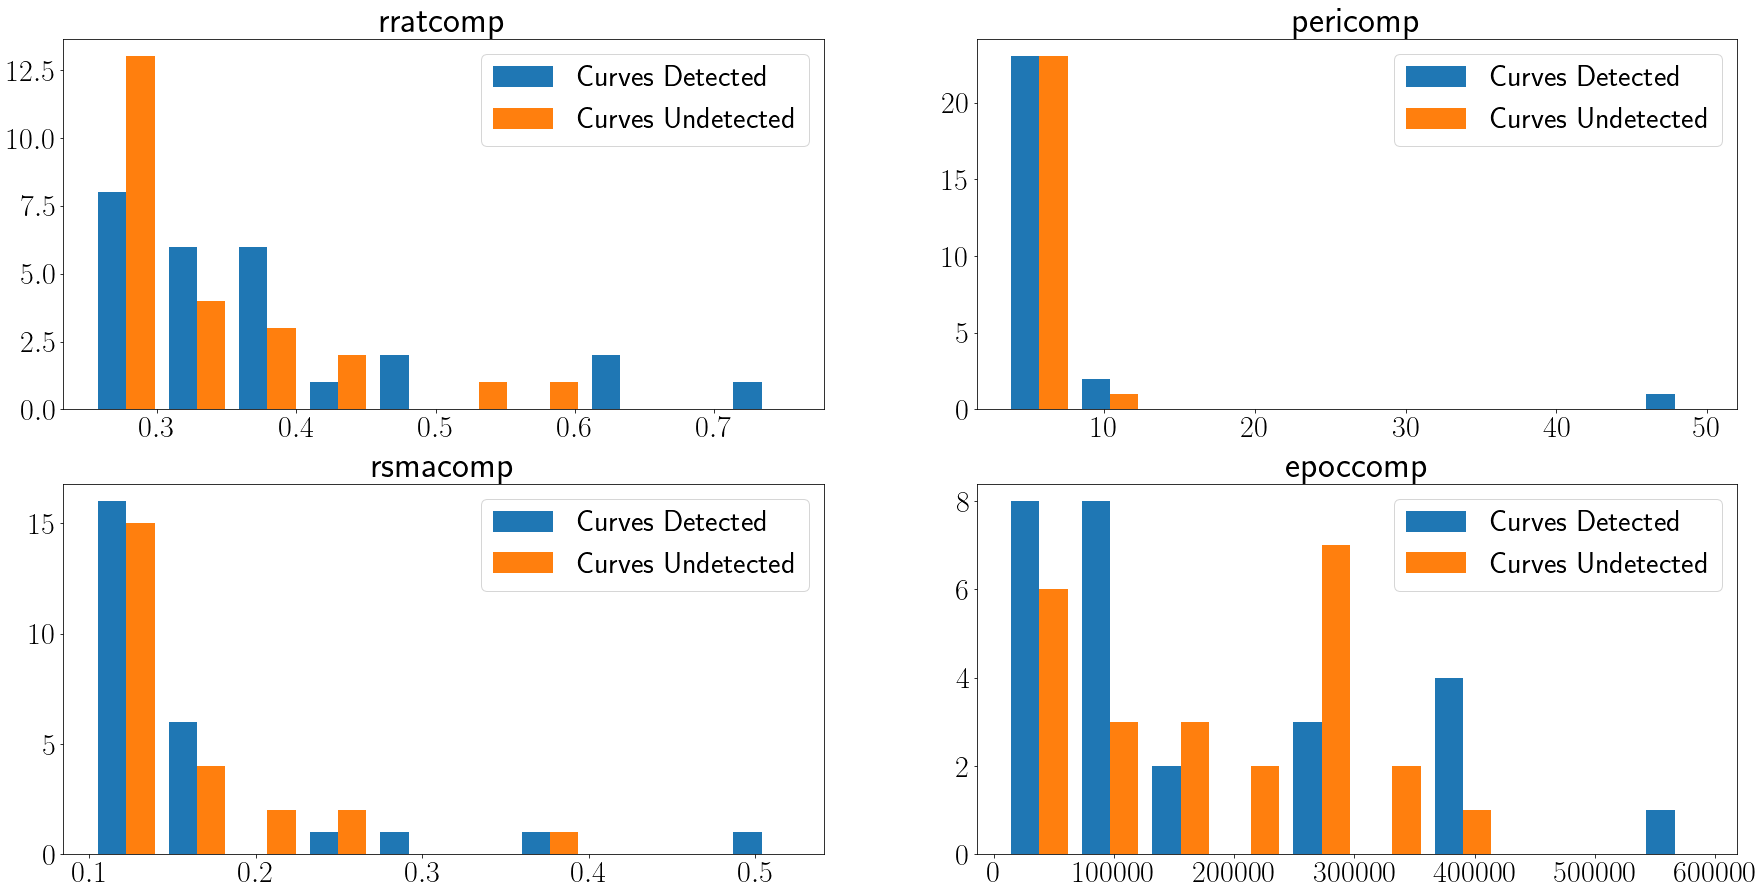 rratcomp
12.5
10.0
7.5
5.0
2.5
0.0
0.3 0.4 0.5 0.6 0.7
Curves Detected
Curves Undetected
pericomp
20
15
10
5
0
10 20 30 40 50
Curves Detected
Curves Undetected
rsmacomp
15
10
5
0
0.1 0.2 0.3 0.4 0.5
Curves Detected
Curves Undetected
epoccomp
8
6
4
2
0
0 100000 200000 300000 400000 500000 600000
Curves Detected
Curves Undetected